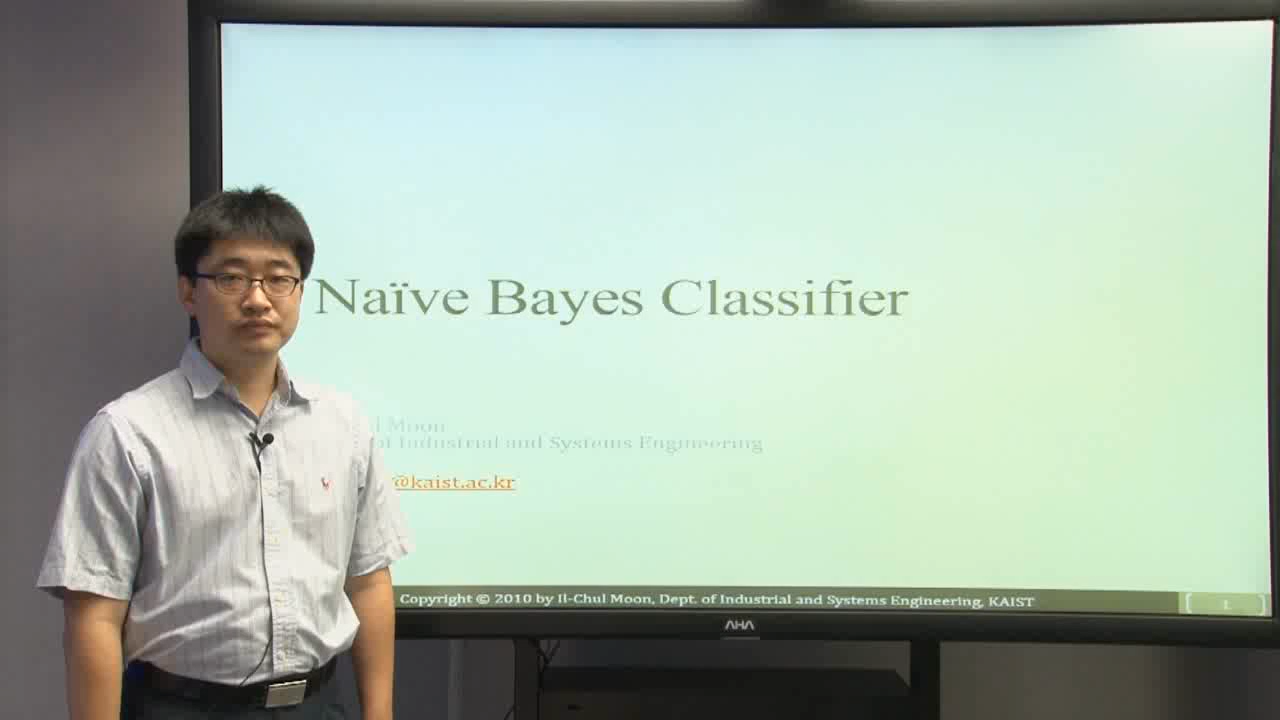 Naïve Bayes Classifier
Moon
of Industrial and Systems Engineering
@kaist.ac.kr
Copyright © 2010 by Il-Chul Moon, Dept. of Industrial and Systems Engineering, KAIST
1
AHA